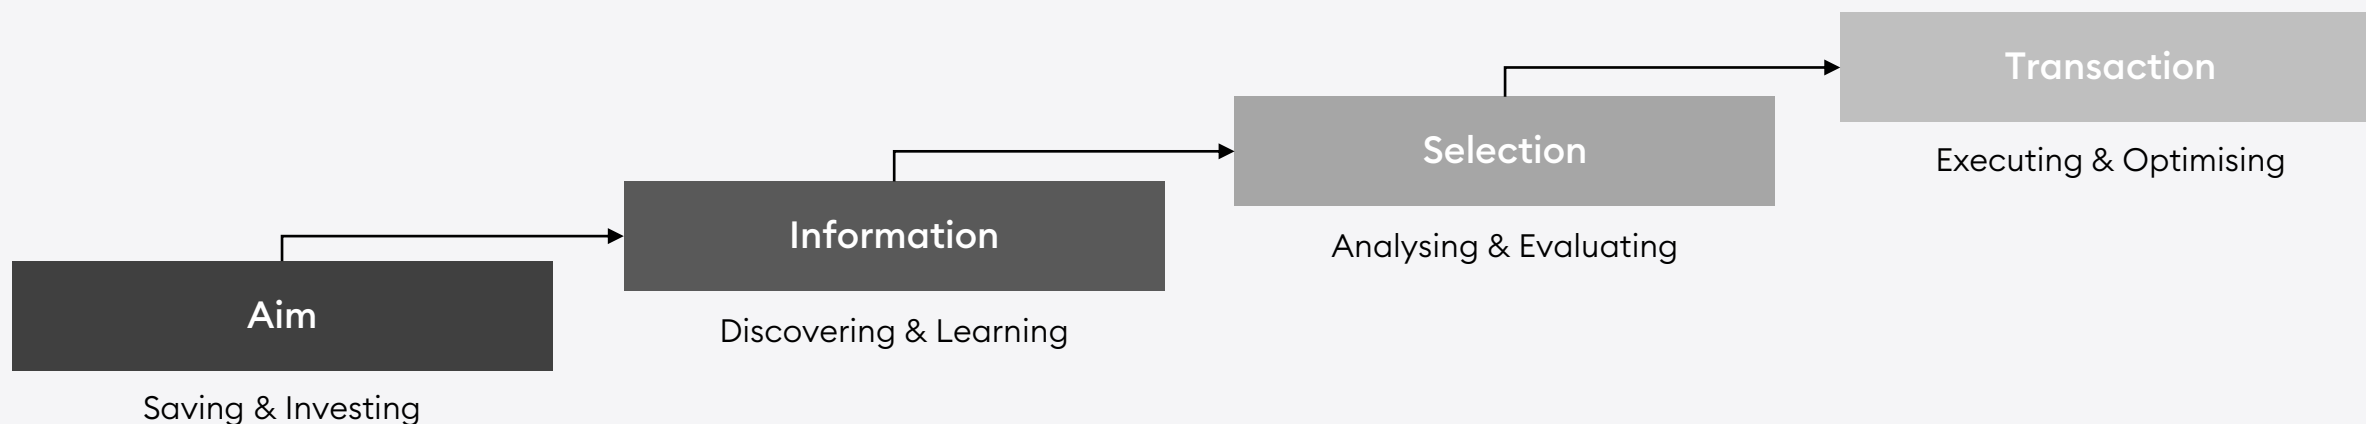 Aim
Saving & Investing
Information
Discovering & Learning
Selection
Analysing & Evaluating
Transaction
Executing & Optimising